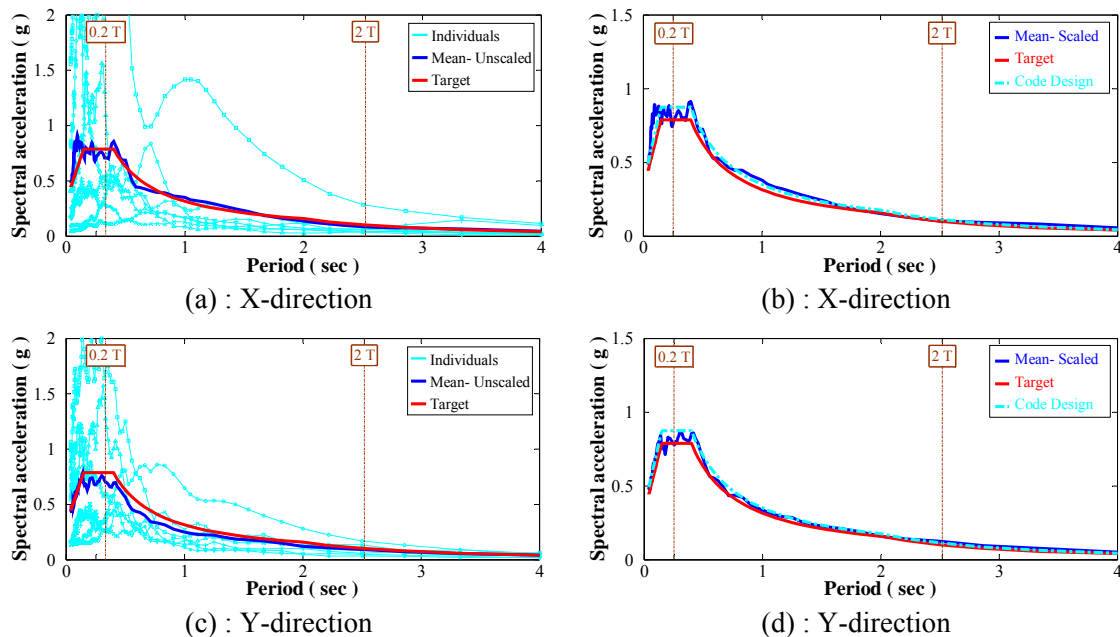 2
1.5
1
0.5
0
Spectral acceleration ( g )
0.2 T
2 T
Individuals
Mean- Unscaled
Target
0
1
2
3
4
Period ( sec )
(a) : X-direction
1.5
1
0.5
0
Spectral acceleration ( g )
0.2 T
2 T
Mean- Scaled
Target
Code Design
0
1
2
3
4
Period ( sec )
(b) : X-direction
2
1.5
1
0.5
0
Spectral acceleration ( g )
0.2 T
2 T
Individuals
Mean- Unscaled
Target
0
1
2
3
4
Period ( sec )
(c) : Y-direction
1.5
1
0.5
0
Spectral acceleration ( g )
0.2 T
2 T
Mean- Scaled
Target
Code Design
0
1
2
3
4
Period ( sec )
(d) : Y-direction